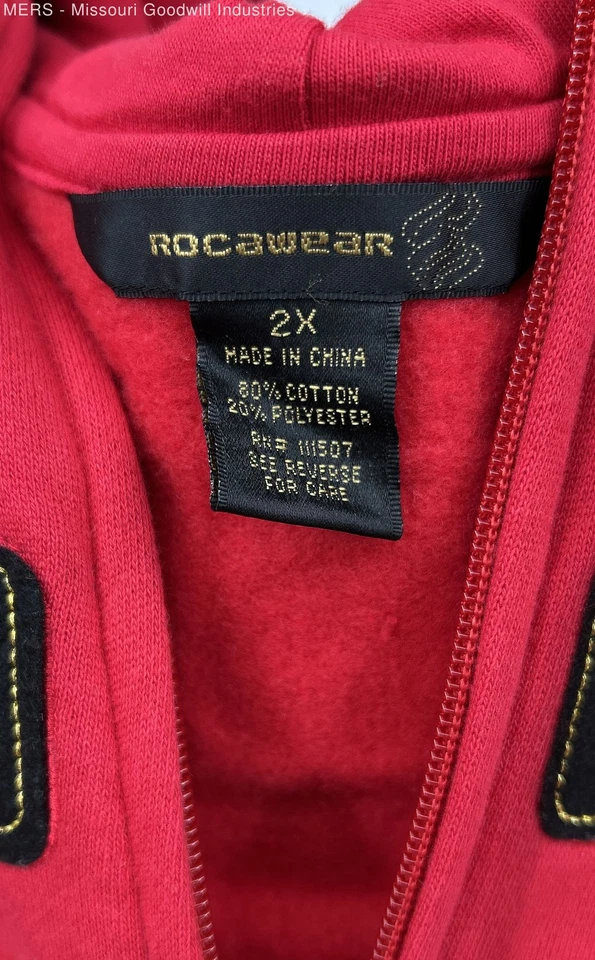 MERS - Missouri Goodwill Industries
ROCAWEAR
2X
MADE IN CHINA
80% COTTON
20% POLYESTER
RN# 111507
SEE REVERSE
FOR CARE